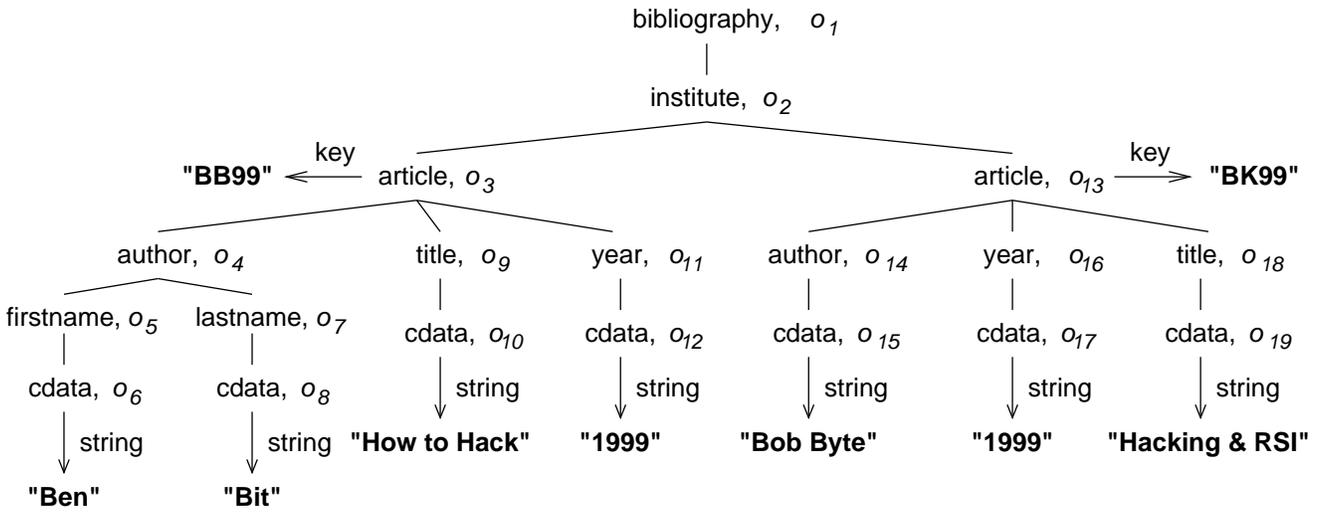 bibliography, o1
institute, o2
key key
"BB99" article, o3 article, o13 "BK99"
author, o4 title, o9 year, o11 author, o14 year, o16 title, o18
firstname, o5 lastname, o7 cdata, o10 cdata, o12 cdata, o15 cdata, o17 cdata, o19
cdata, o6 cdata, o8 string string string string string
string string "How to Hack" "1999" "Bob Byte" "1999" "Hacking & RSI"
"Ben" "Bit"